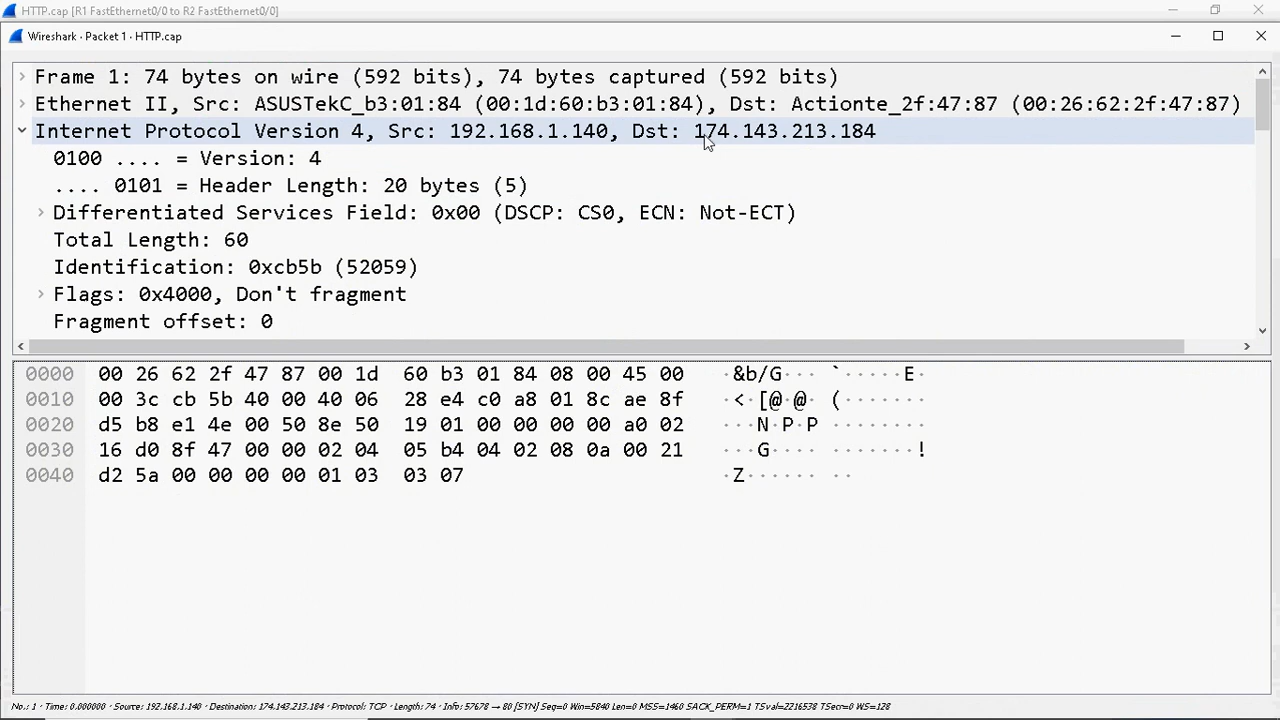 HTTP.cap [R1 FastEthernet0/0 to R2 FastEthernet0/0]
Wireshark · Packet 1 · HTTP.cap
Frame 1: 74 bytes on wire (592 bits), 74 bytes captured (592 bits)
Ethernet II, Src: ASUSTekC_b3:01:84 (00:1d:60:b3:01:84), Dst: Actionte_2f:47:87 (00:26:62:2f:47:87)
Internet Protocol Version 4, Src: 192.168.1.140, Dst: 174.143.213.184
0100 .... = Version: 4
.... 0101 = Header Length: 20 bytes (5)
Differentiated Services Field: 0x00 (DSCP: CS0, ECN: Not-ECT)
Total Length: 60
Identification: 0xcb5b (52059)
Flags: 0x4000, Don't fragment
Fragment offset: 0
0000 00 26 62 2f 47 87 00 1d 60 b3 01 84 08 00 45 00 ·&b/G··· `·····E·
0010 00 3c cb 5b 40 00 40 06 28 e4 c0 a8 01 8c ae 8f ·<·[@·@· (·······
0020 d5 b8 e1 4e 00 50 8e 50 19 01 00 00 00 00 a0 02 ···N·P·P ········
0030 16 d0 8f 47 00 00 02 04 05 b4 04 02 08 0a 00 21 ···G···· ·······!
0040 d2 5a 00 00 00 00 01 03 03 07 ·Z······ ··
No.: 1 · Time: 0.000000 · Source: 192.168.1.140 · Destination: 174.143.213.184 · Protocol: TCP · Length: 74 · Info: 57678 → 80 [SYN] Seq=0 Win=5840 Len=0 MSS=1460 SACK_PERM=1 TSval=2216538 TSecr=0 WS=128